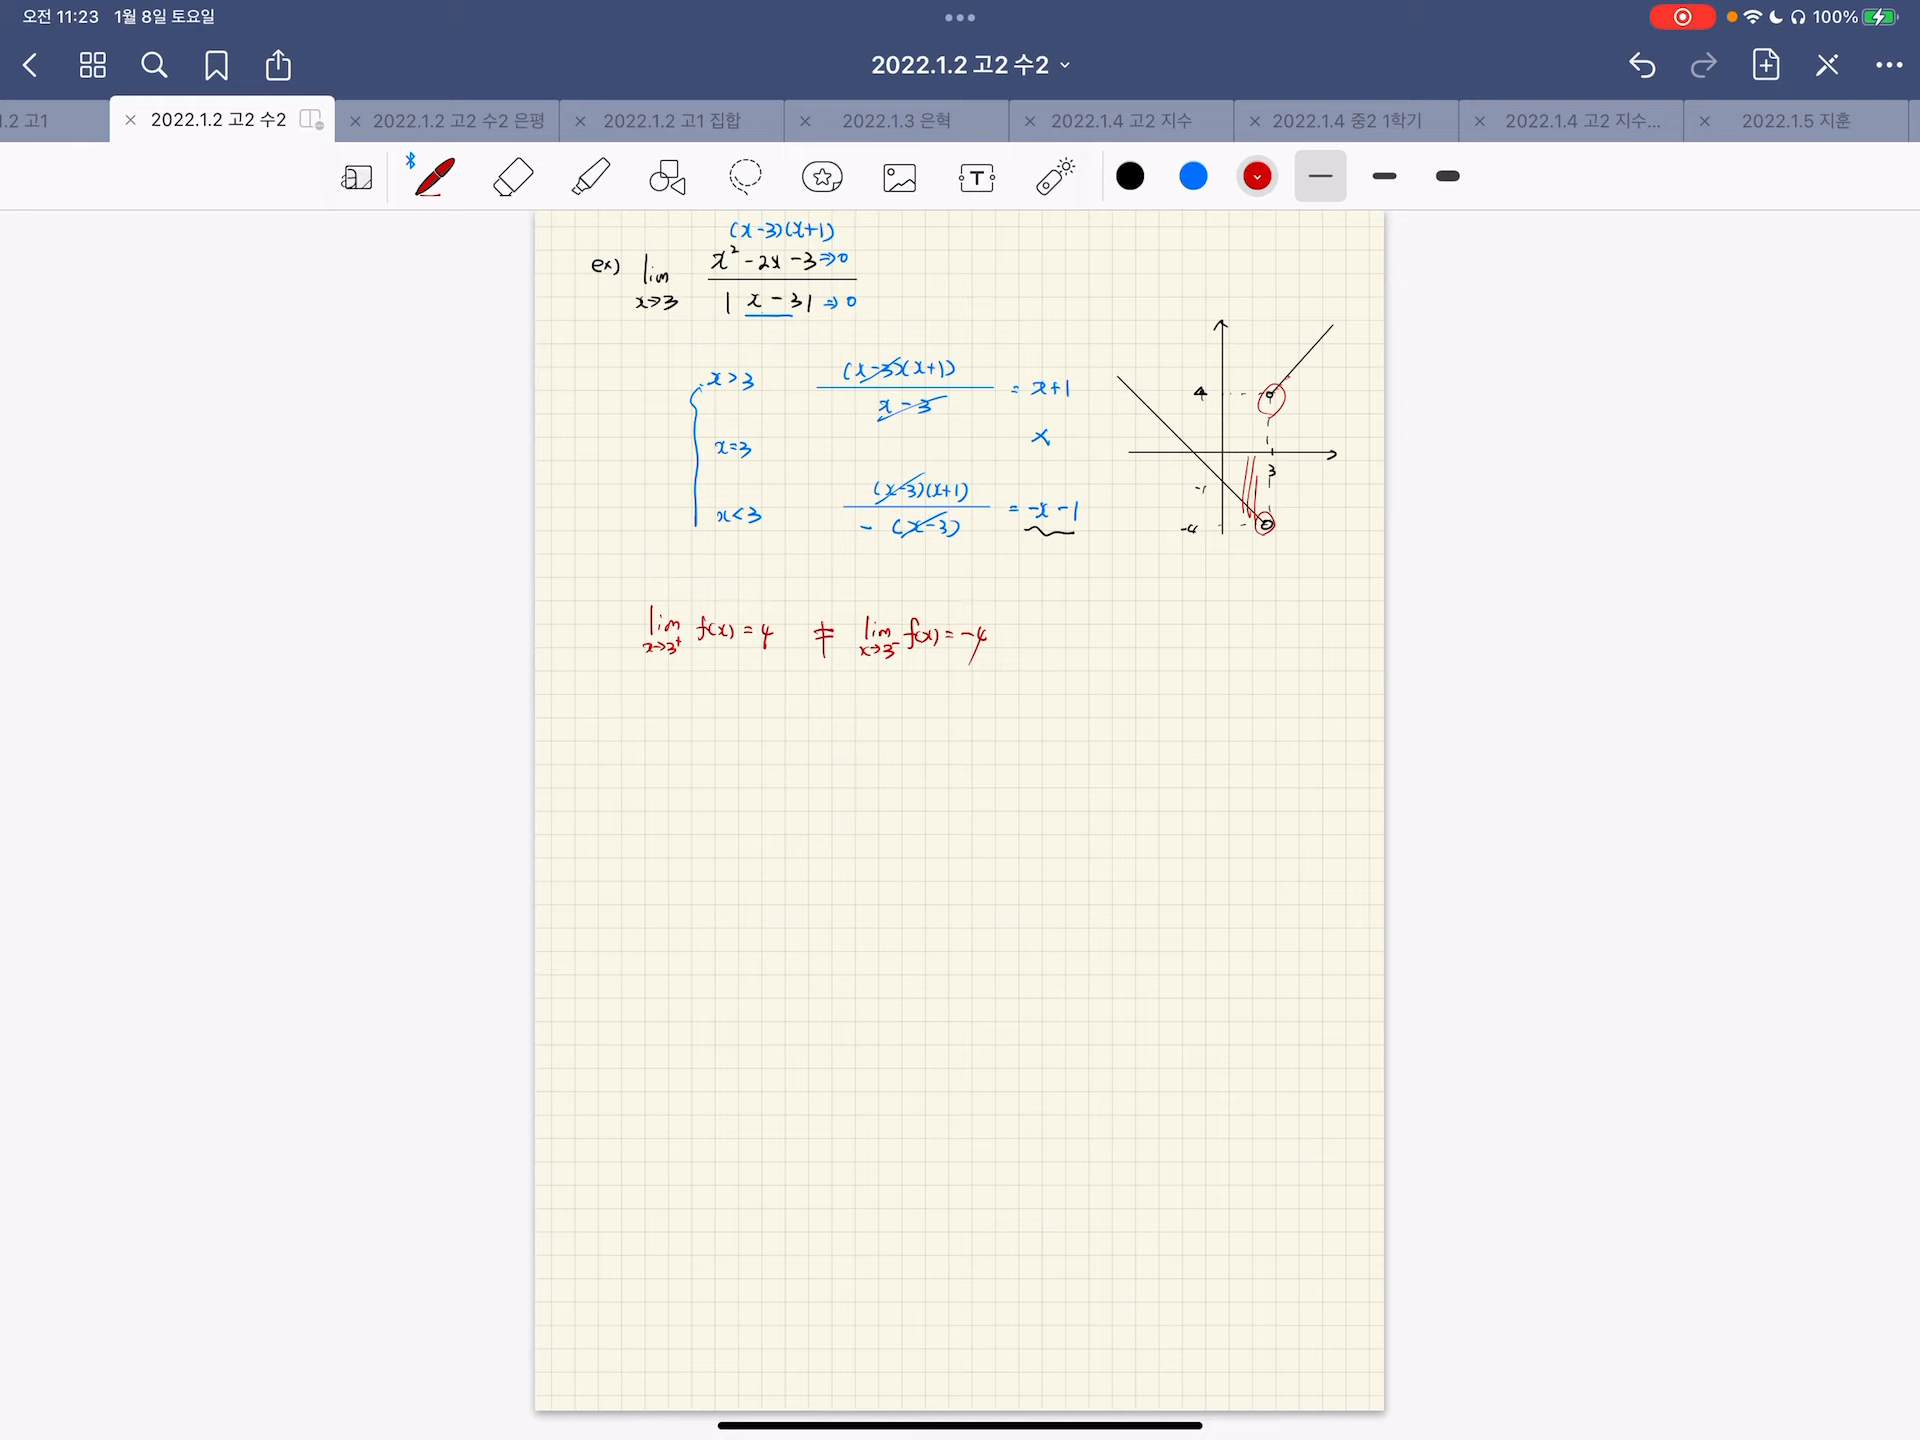 오전 11:23 1월 8일 토요일
100%
2022.1.2 고2 수2
.2 고1
2022.1.2 고2 수2
2022.1.2 고2 수2 은평
2022.1.2 고1 집합
2022.1.3 은혁
2022.1.4 고2 지수
2022.1.4 중2 1학기
2022.1.4 고2 지수...
2022.1.5 지훈
(x-3)(x+1)
ex) lim x→3 x²-2x-3⇒0
|x-3|⇒0
x>3 (x-3)(x+1) / x-3 = x+1
x=3 ×
x<3 (x-3)(x+1) / -(x-3) = -x-1
4
3
-1
-4
lim x→3⁺ f(x)=4 ≠ lim x→3⁻ f(x)=-4